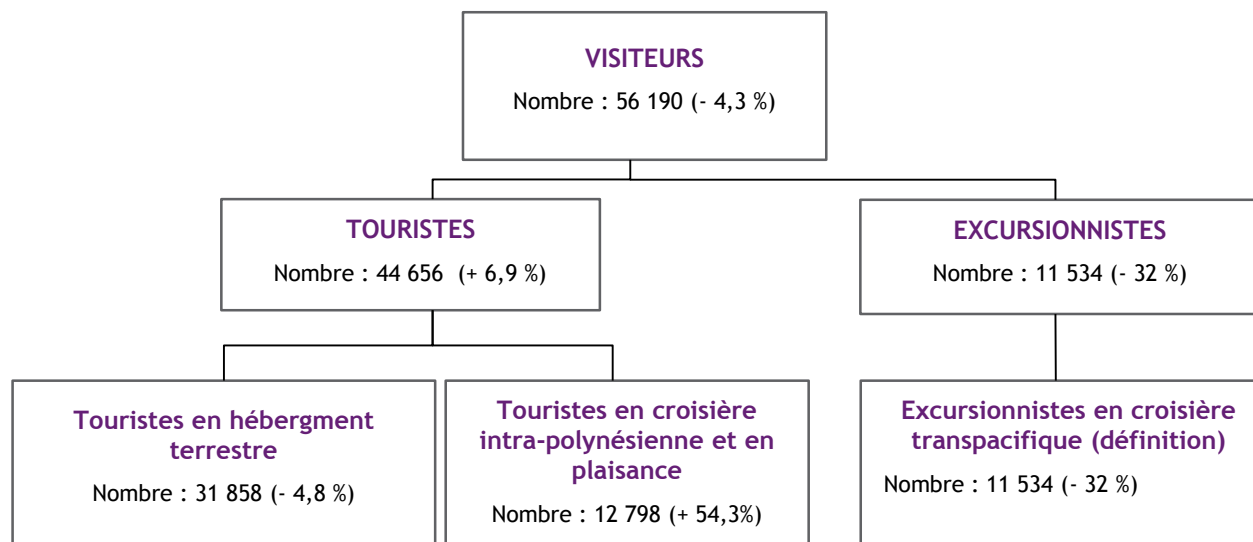 VISITEURS
Nombre : 56 190 (- 4,3 %)
TOURISTES
Nombre : 44 656  (+ 6,9 %)
EXCURSIONNISTES
Nombre : 11 534 (- 32 %)
Touristes en hébergment
terrestre
Nombre : 31 858 (- 4,8 %)
Touristes en croisière
intra-polynésienne et en
plaisance
Nombre : 12 798 (+ 54,3%)
Excursionnistes en croisière
transpacifique (définition)
Nombre : 11 534 (- 32 %)